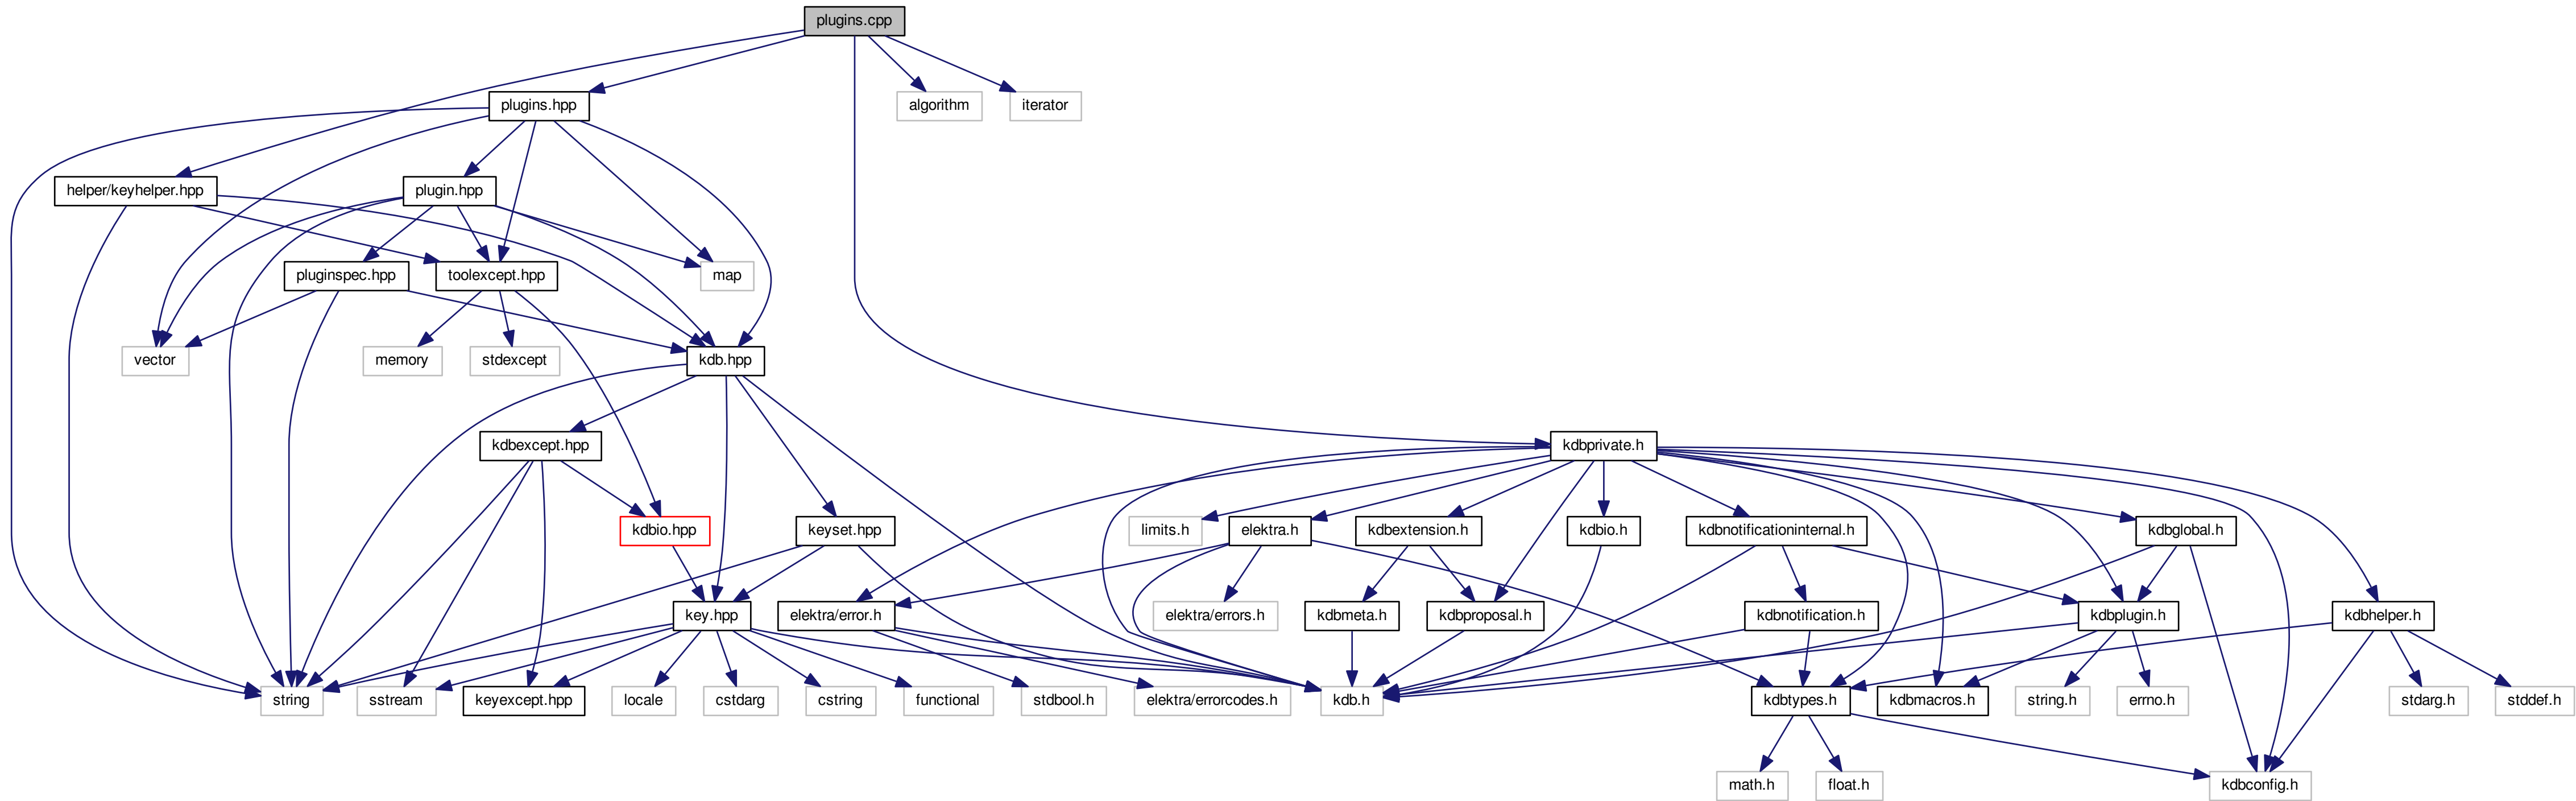 plugins.cpp
plugins.hpp
algorithm
iterator
helper/keyhelper.hpp
plugin.hpp
pluginspec.hpp
toolexcept.hpp
map
vector
memory
stdexcept
kdb.hpp
kdbexcept.hpp
kdbprivate.h
kdbio.hpp
keyset.hpp
limits.h
elektra.h
kdbextension.h
kdbio.h
kdbnotificationinternal.h
kdbglobal.h
key.hpp
elektra/error.h
elektra/errors.h
kdbmeta.h
kdbproposal.h
kdbnotification.h
kdbplugin.h
kdbhelper.h
string
sstream
keyexcept.hpp
locale
cstdarg
cstring
functional
stdbool.h
elektra/errorcodes.h
kdb.h
kdbtypes.h
kdbmacros.h
string.h
errno.h
stdarg.h
stddef.h
math.h
float.h
kdbconfig.h